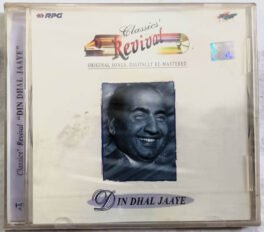 RPG
Classics'
Revival
ORIGINAL SONGS, DIGITALLY RE-MASTERED
DIN DHAL JAAYE
Classics' Revival "DIN DHAL JAAYE"